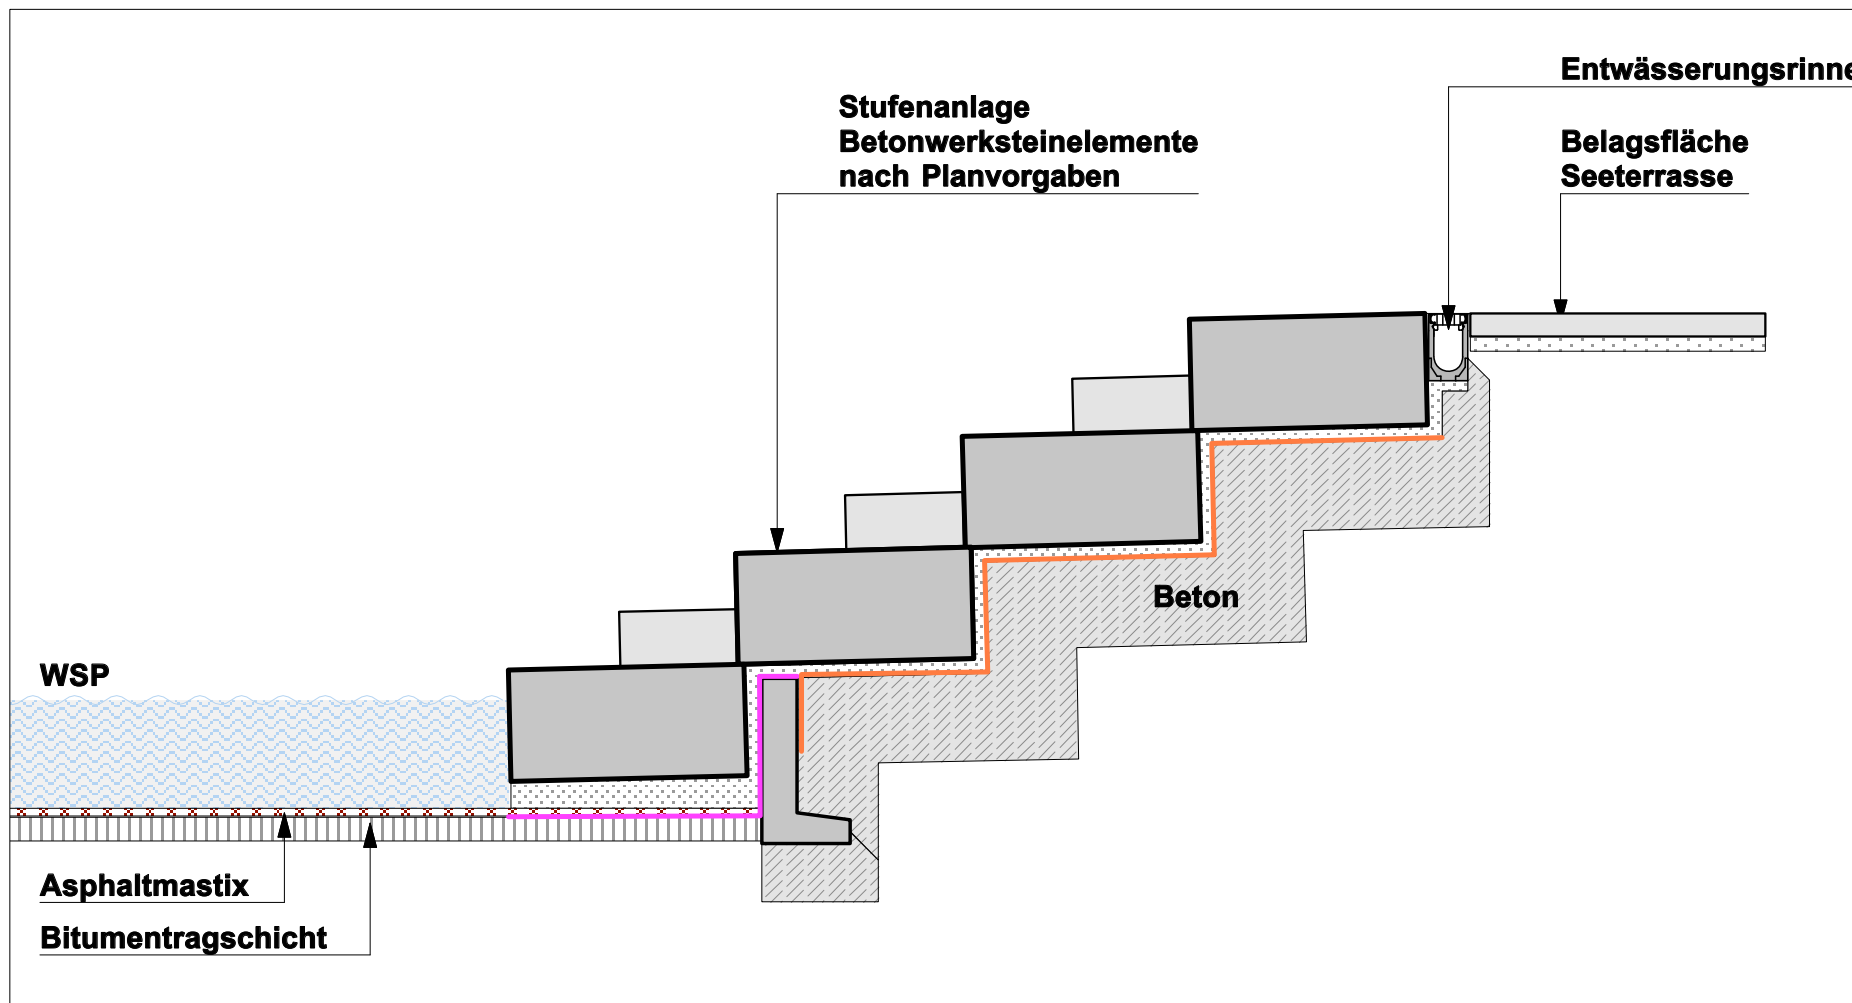 Entwässerungsrinne
Stufenanlage
Betonwerksteinelemente
nach Planvorgaben
Belagsfläche
Seeterrasse
Beton
WSP
Asphaltmastix
Bitumentragschicht